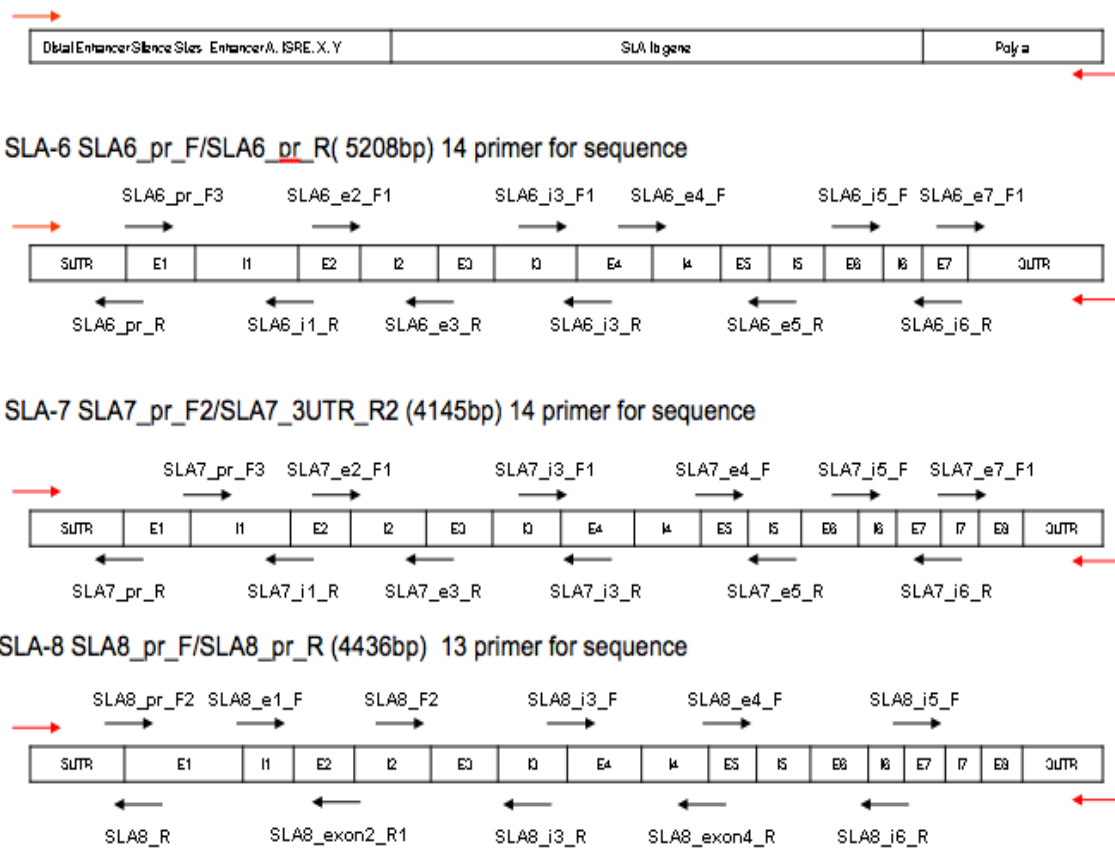 Distal Enhancer Silence Sites Enhancer A, ISRE, X, Y SLA Ib gene Poly a
SLA-6 SLA6_pr_F/SLA6_pr_R( 5208bp) 14 primer for sequence
SLA6_pr_F3 SLA6_e2_F1 SLA6_i3_F1 SLA6_e4_F SLA6_i5_F SLA6_e7_F1
5UTR E1 I1 E2 I2 E3 I3 E4 I4 E5 I5 E6 I6 E7 3UTR
SLA6_pr_R SLA6_i1_R SLA6_e3_R SLA6_i3_R SLA6_e5_R SLA6_i6_R
SLA-7 SLA7_pr_F2/SLA7_3UTR_R2 (4145bp) 14 primer for sequence
SLA7_pr_F3 SLA7_e2_F1 SLA7_i3_F1 SLA7_e4_F SLA7_i5_F SLA7_e7_F1
5UTR E1 I1 E2 I2 E3 I3 E4 I4 E5 I5 E6 I6 E7 I7 E8 3UTR
SLA7_pr_R SLA7_i1_R SLA7_e3_R SLA7_i3_R SLA7_e5_R SLA7_i6_R
SLA-8 SLA8_pr_F/SLA8_pr_R (4436bp) 13 primer for sequence
SLA8_pr_F2 SLA8_e1_F SLA8_F2 SLA8_i3_F SLA8_e4_F SLA8_i5_F
5UTR E1 I1 E2 I2 E3 I3 E4 I4 E5 I5 E6 I6 E7 I7 E8 3UTR
SLA8_R SLA8_exon2_R1 SLA8_i3_R SLA8_exon4_R SLA8_i6_R